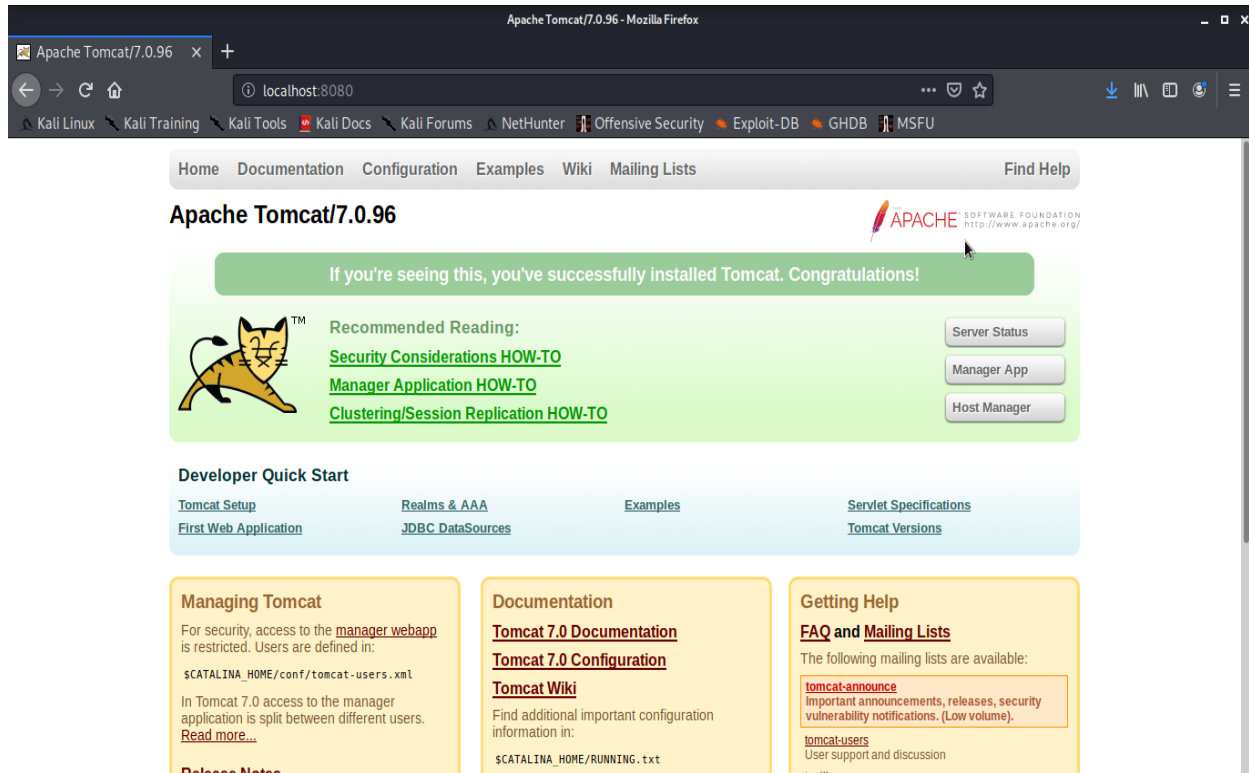 Apache Tomcat/7.0.96 - Mozilla Firefox
Apache Tomcat/7.0.96
localhost:8080
Kali Linux Kali Training Kali Tools Kali Docs Kali Forums NetHunter Offensive Security Exploit-DB GHDB MSFU
Home Documentation Configuration Examples Wiki Mailing Lists Find Help
Apache Tomcat/7.0.96
THE APACHE SOFTWARE FOUNDATION
http://www.apache.org/
If you're seeing this, you've successfully installed Tomcat. Congratulations!
TM
Recommended Reading:
Security Considerations HOW-TO
Manager Application HOW-TO
Clustering/Session Replication HOW-TO
Server Status
Manager App
Host Manager
Developer Quick Start
Tomcat Setup
First Web Application
Realms & AAA
JDBC DataSources
Examples
Servlet Specifications
Tomcat Versions
Managing Tomcat
For security, access to the manager webapp
is restricted. Users are defined in:
$CATALINA_HOME/conf/tomcat-users.xml
In Tomcat 7.0 access to the manager
application is split between different users.
Read more...
Release Notes
Documentation
Tomcat 7.0 Documentation
Tomcat 7.0 Configuration
Tomcat Wiki
Find additional important configuration
information in:
$CATALINA_HOME/RUNNING.txt
Getting Help
FAQ and Mailing Lists
The following mailing lists are available:
tomcat-announce
Important announcements, releases, security
vulnerability notifications. (Low volume).
tomcat-users
User support and discussion